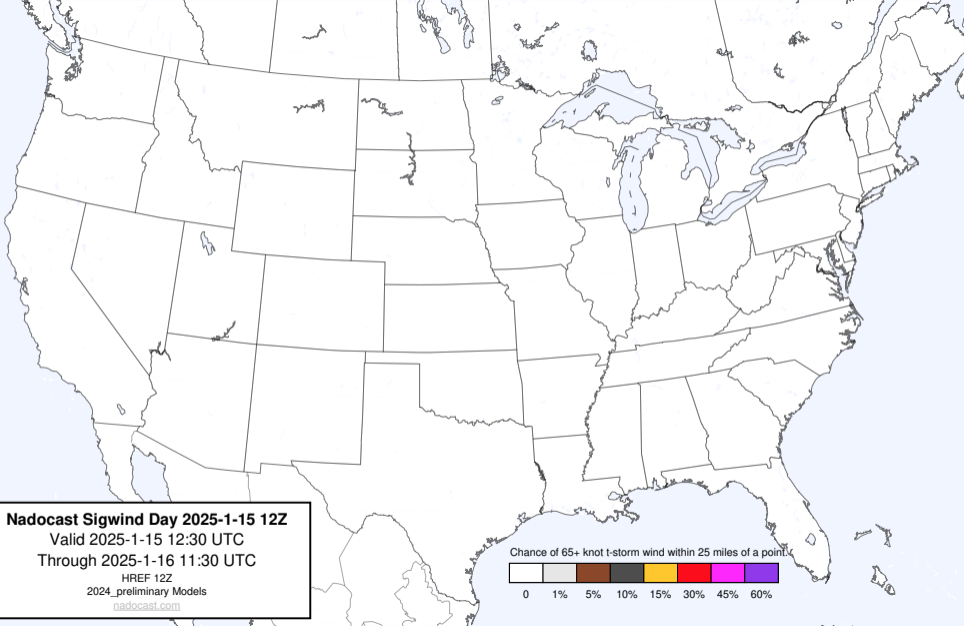 Nadocast Sigwind Day 2025-1-15 12Z
Valid 2025-1-15 12:30 UTC
Through 2025-1-16 11:30 UTC
HREF 12Z
2024_preliminary Models
nadocast.com
Chance of 65+ knot t-storm wind within 25 miles of a point.
0 1% 5% 10% 15% 30% 45% 60%